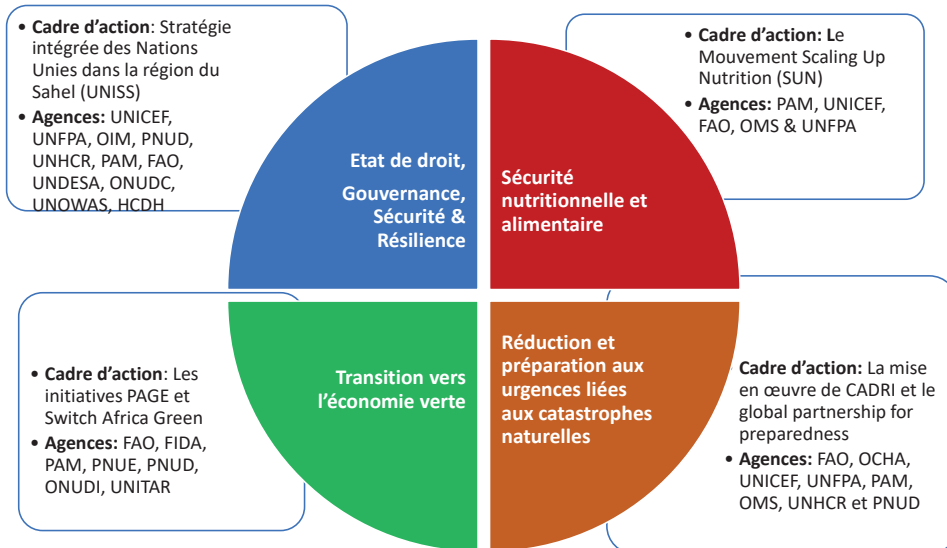 • Cadre d'action: Stratégie
intégrée des Nations
Unies dans la région du
Sahel (UNISS)
• Agences: UNICEF,
UNFPA, OIM, PNUD,
UNHCR, PAM, FAO,
UNDESA, ONUDC,
UNOWAS, HCDH
• Cadre d'action: Le
Mouvement Scaling Up
Nutrition (SUN)
• Agences: PAM, UNICEF,
FAO, OMS & UNFPA
Etat de droit,
Gouvernance,
Sécurité &
Résilience
Sécurité
nutritionnelle et
alimentaire
Transition vers
l'économie verte
Réduction et
préparation aux
urgences liées
aux catastrophes
naturelles
• Cadre d'action: Les
initiatives PAGE et
Switch Africa Green
• Agences: FAO, FIDA,
PAM, PNUE, PNUD,
ONUDI, UNITAR
• Cadre d'action: La mise
en œuvre de CADRI et le
global partnership for
preparedness
• Agences: FAO, OCHA,
UNICEF, UNFPA, PAM,
OMS, UNHCR et PNUD